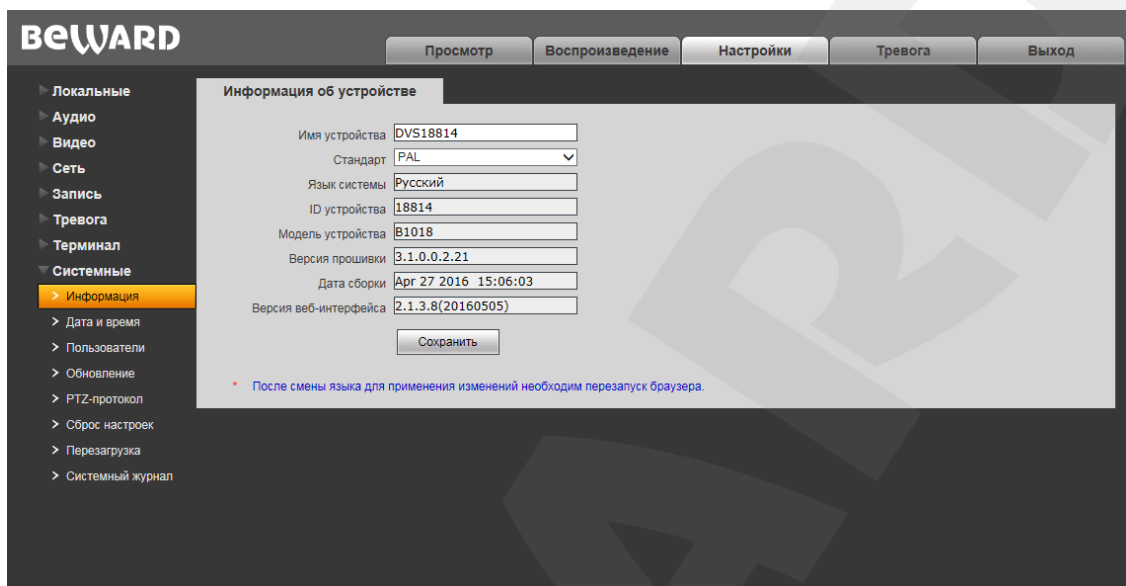 BEWARD
Просмотр Воспроизведение Настройки Тревога Выход
Локальные
Аудио
Видео
Сеть
Запись
Тревога
Терминал
Системные
Информация
Дата и время
Пользователи
Обновление
PTZ-протокол
Сброс настроек
Перезагрузка
Системный журнал
Информация об устройстве
Имя устройства DVS18814
Стандарт PAL
Язык системы Русский
ID устройства 18814
Модель устройства B1018
Версия прошивки 3.1.0.0.2.21
Дата сборки Apr 27 2016 15:06:03
Версия веб-интерфейса 2.1.3.8(20160505)
Сохранить
* После смены языка для применения изменений необходим перезапуск браузера.